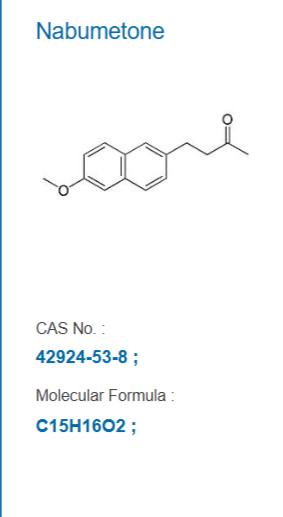 Nabumetone
O
O
CAS No. :
42924-53-8 ;
Molecular Formula :
C15H16O2 ;